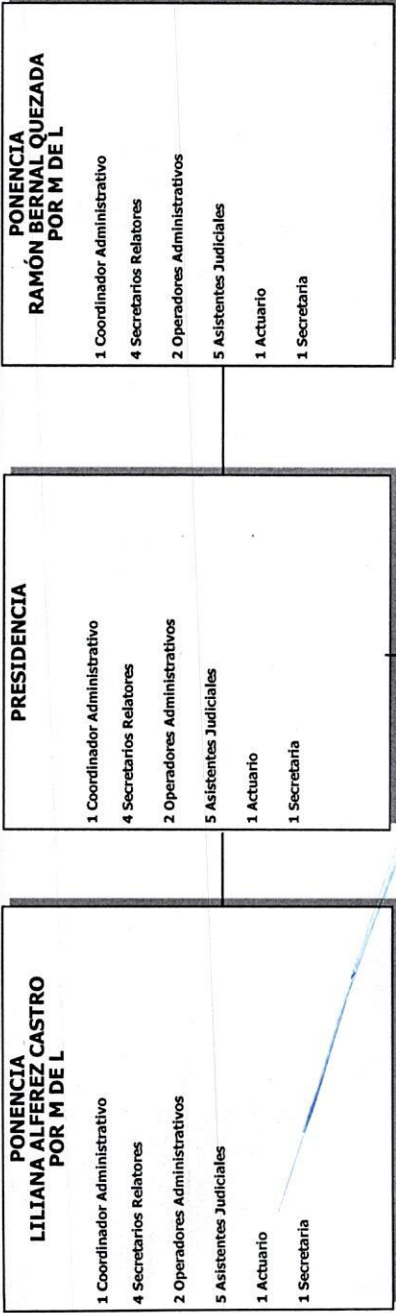 PONENCIA
LILIANA ALFEREZ CASTRO
POR M DE L
1 Coordinador Administrativo
4 Secretarios Relatores
2 Operadores Administrativos
5 Asistentes Judiciales
1 Actuario
1 Secretaria
PRESIDENCIA
1 Coordinador Administrativo
4 Secretarios Relatores
2 Operadores Administrativos
5 Asistentes Judiciales
1 Actuario
1 Secretaria
PONENCIA
RAMÓN BERNAL QUEZADA
POR M DE L
1 Coordinador Administrativo
4 Secretarios Relatores
2 Operadores Administrativos
5 Asistentes Judiciales
1 Actuario
1 Secretaria